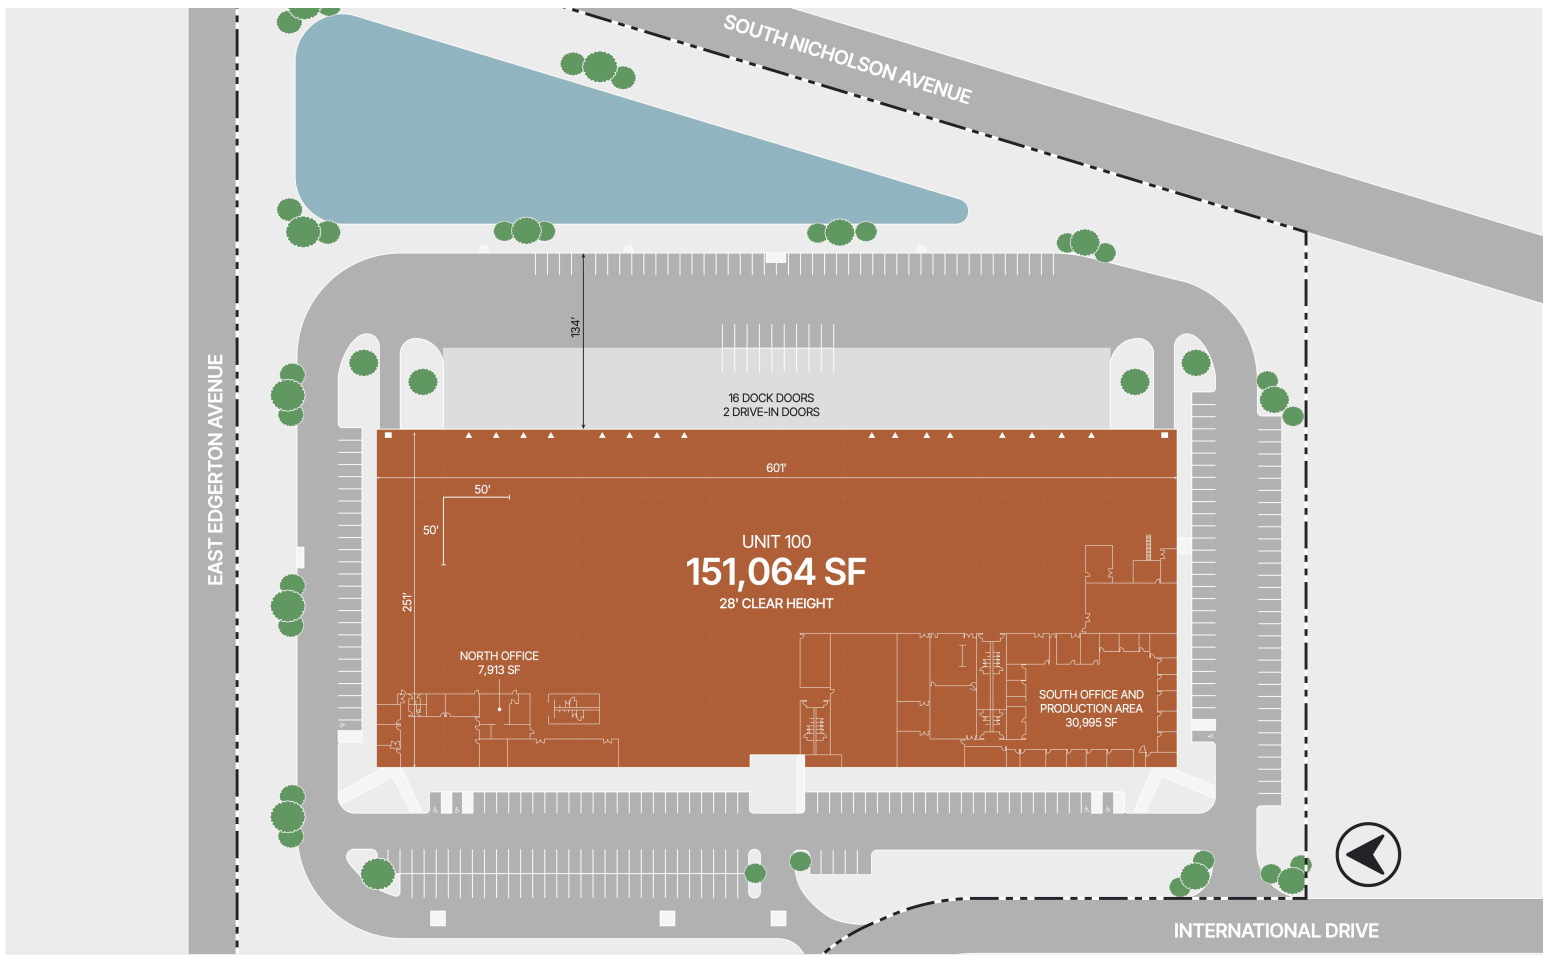 SOUTH NICHOLSON AVENUE
EAST EDGERTON AVENUE
134'
16 DOCK DOORS
2 DRIVE-IN DOORS
601'
50'
50'
251'
UNIT 100
151,064 SF
28' CLEAR HEIGHT
NORTH OFFICE
7,913 SF
SOUTH OFFICE AND
PRODUCTION AREA
30,995 SF
INTERNATIONAL DRIVE